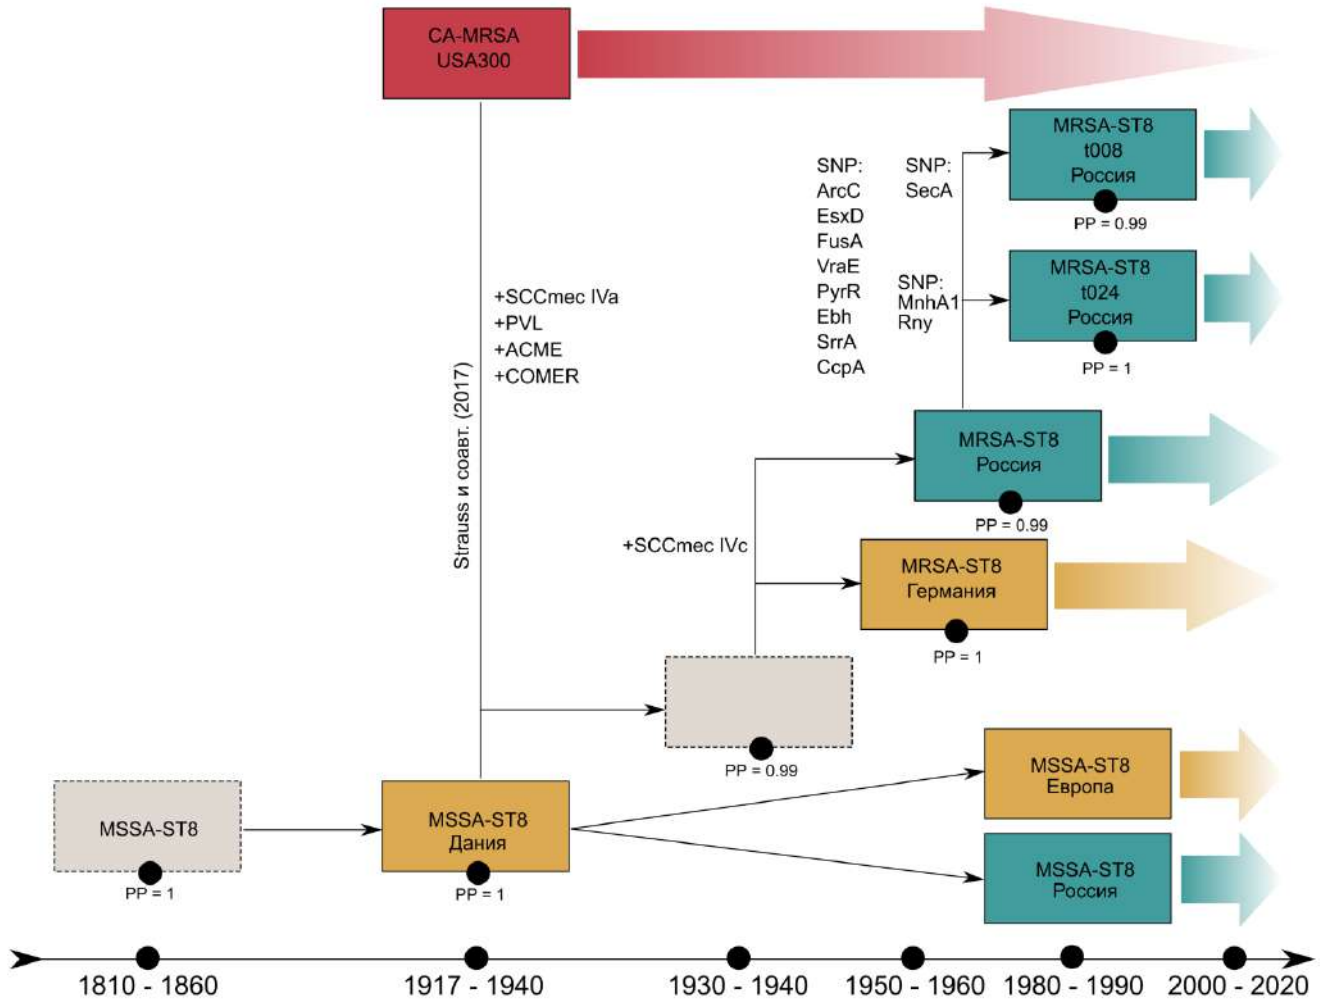 CA-MRSA
USA300
MRSA-ST8
t008
Россия
PP = 0.99
SNP:
ArcC
EsxD
FusA
VraE
PyrR
Ebh
SrrA
CcpA
SNP:
SecA
MRSA-ST8
t024
Россия
PP = 1
SNP:
MnhA1
Rny
+SCCmec IVa
+PVL
+ACME
+COMER
Strauss и соавт. (2017)
MRSA-ST8
Россия
PP = 0.99
+SCCmec IVc
MRSA-ST8
Германия
PP = 1
PP = 0.99
MSSA-ST8
PP = 1
MSSA-ST8
Дания
PP = 1
MSSA-ST8
Европа
MSSA-ST8
Россия
1810 - 1860
1917 - 1940
1930 - 1940
1950 - 1960
1980 - 1990
2000 - 2020